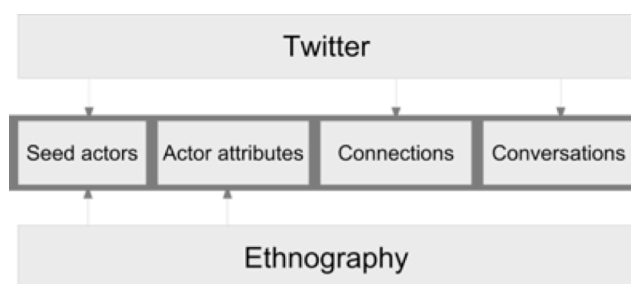 Twitter
Seed actors
Actor attributes
Connections
Conversations
Ethnography